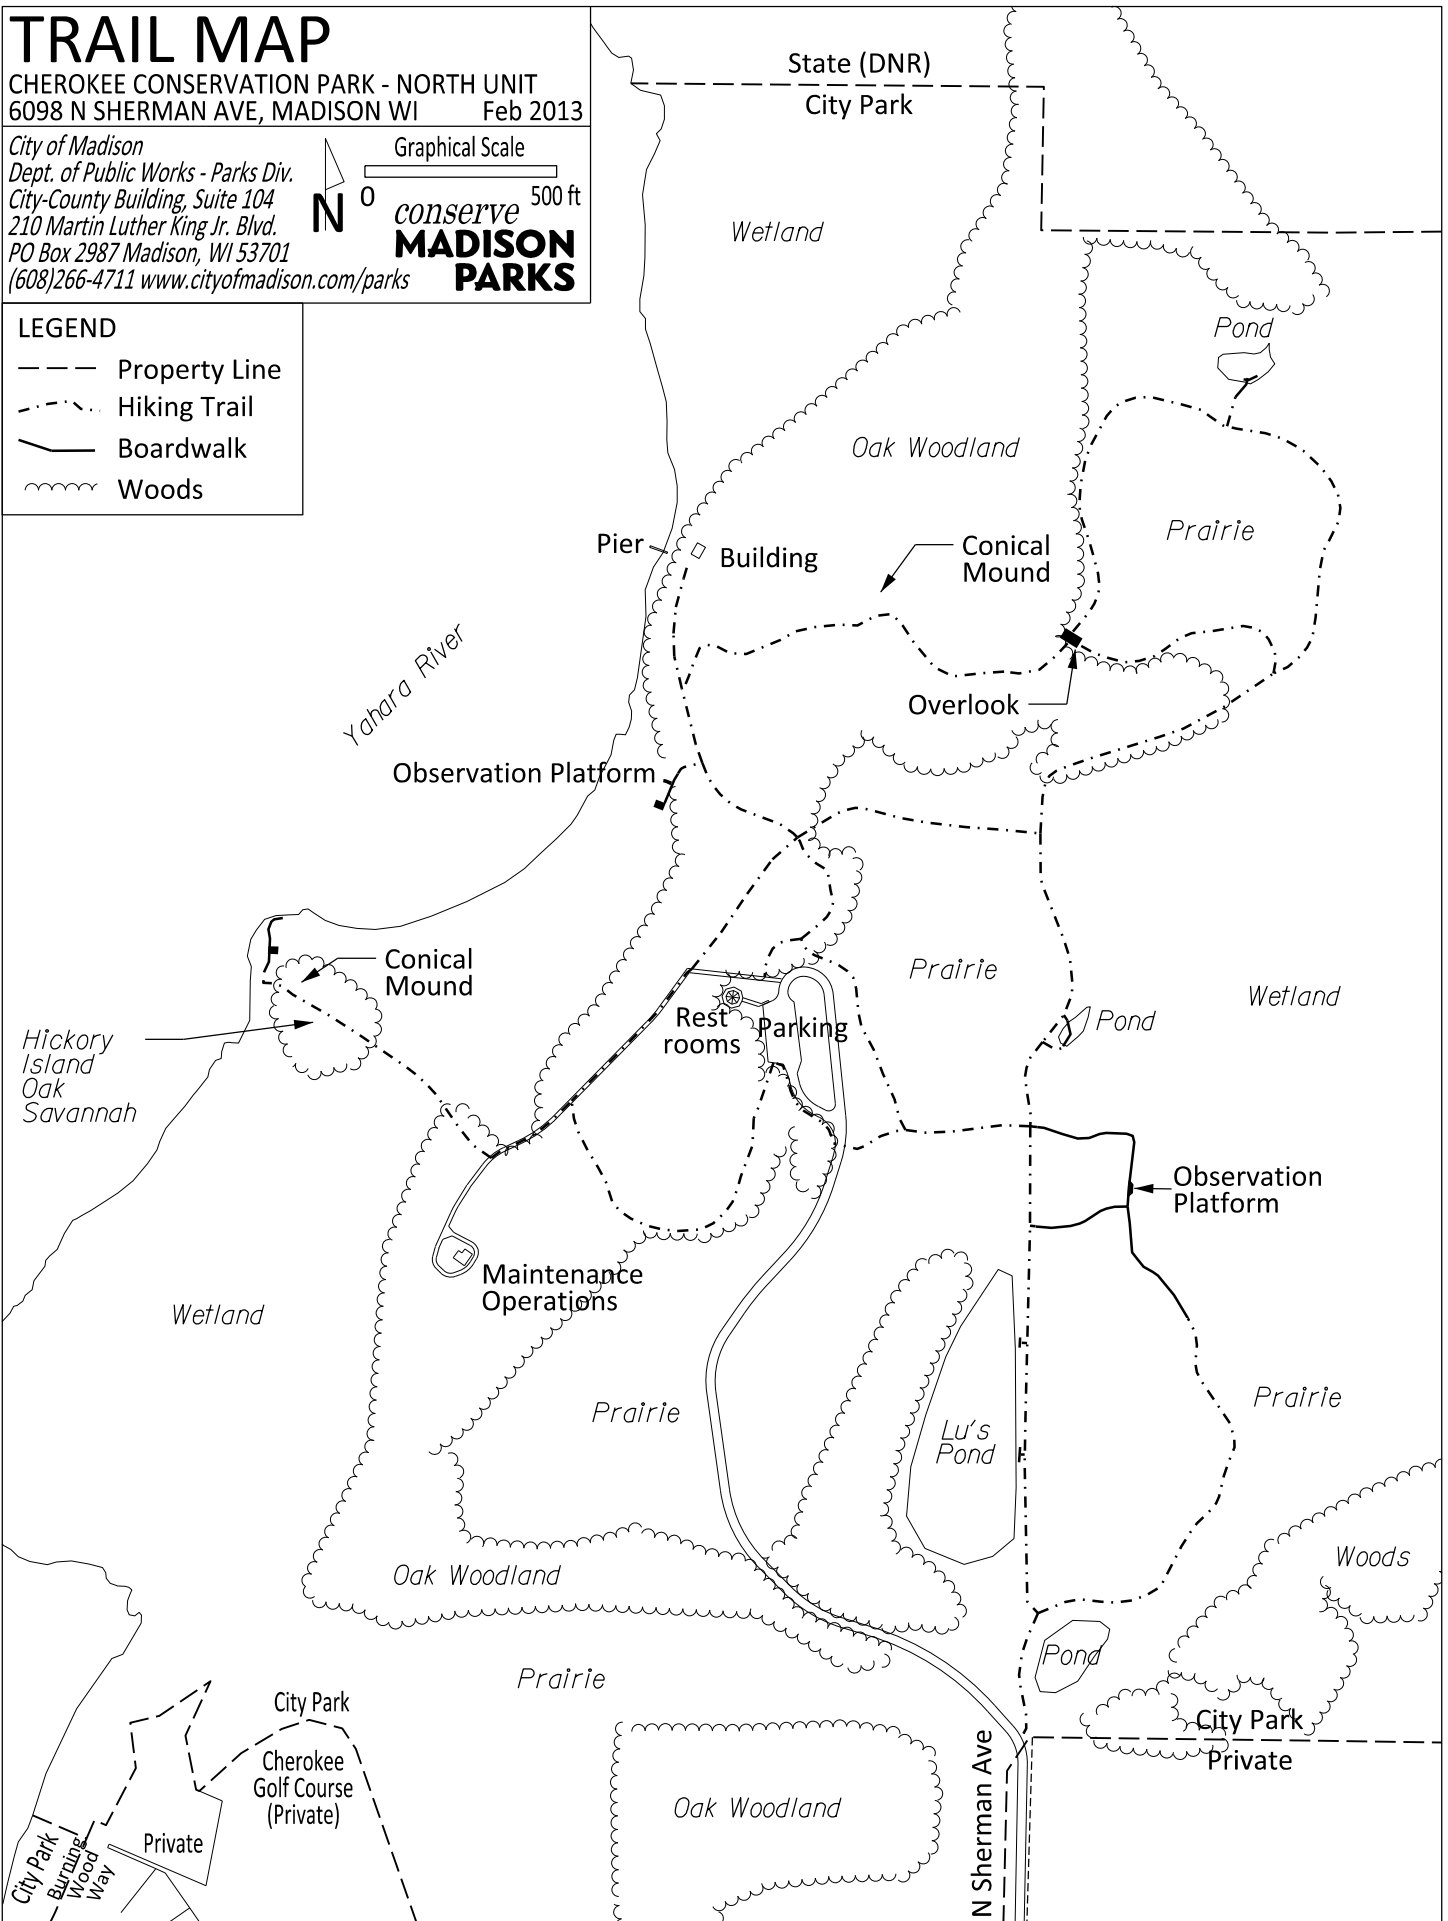 TRAIL MAP
CHEROKEE CONSERVATION PARK - NORTH UNIT
6098 N SHERMAN AVE, MADISON WI Feb 2013
City of Madison
Dept. of Public Works - Parks Div.
City-County Building, Suite 104
210 Martin Luther King Jr. Blvd.
PO Box 2987 Madison, WI 53701
(608)266-4711 www.cityofmadison.com/parks
N
Graphical Scale
0 500 ft
conserve
MADISON
PARKS
LEGEND
Property Line
Hiking Trail
Boardwalk
Woods
State (DNR)
City Park
Wetland
Pond
Oak Woodland
Prairie
Pier
Building
Conical
Mound
Yahara River
Overlook
Observation Platform
Conical
Mound
Prairie
Wetland
Hickory
Island
Oak
Savannah
Rest
rooms
Parking
Pond
Observation
Platform
Maintenance
Operations
Wetland
Prairie
Lu's
Pond
Prairie
Oak Woodland
Woods
Pond
Prairie
City Park
Cherokee
Golf Course
(Private)
City Park
Private
Oak Woodland
N Sherman Ave
Private
City Park
Burning
Wood
Way